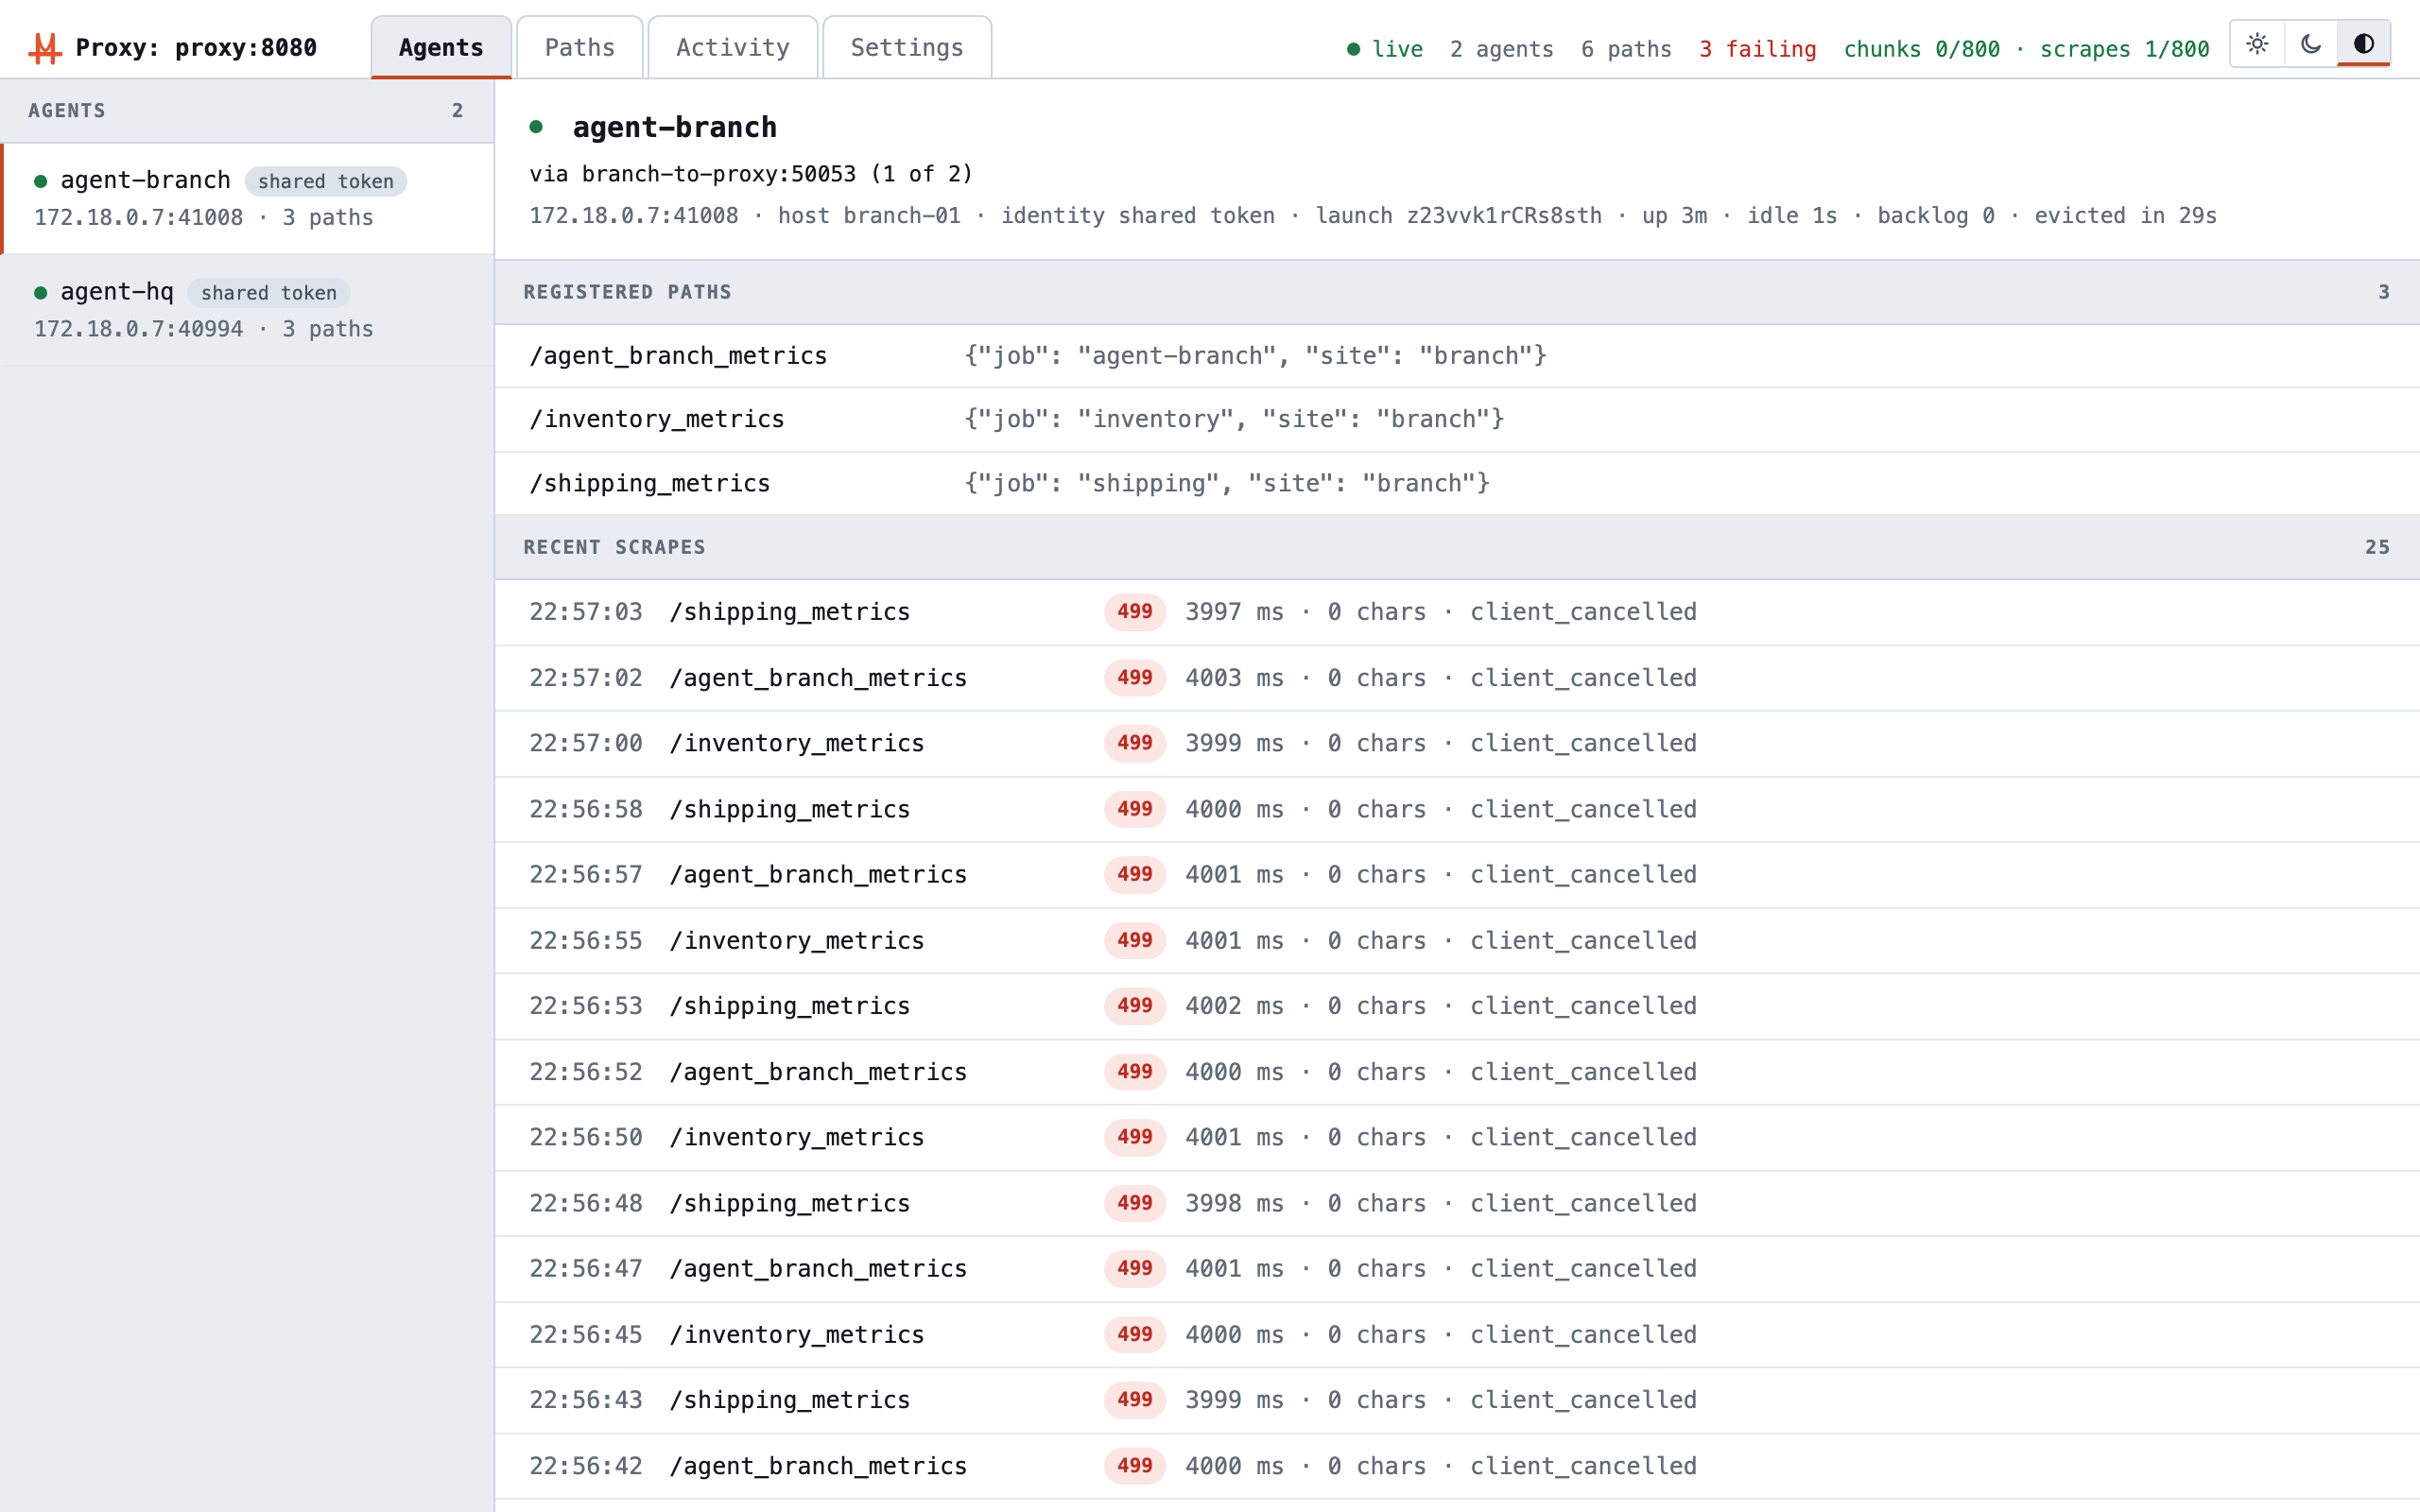 Proxy: proxy:8080 Agents Paths Activity Settings live 2 agents 6 paths 3 failing chunks 0/800 · scrapes 1/800
AGENTS 2
agent-branch shared token
172.18.0.7:41008 · 3 paths
agent-hq shared token
172.18.0.7:40994 · 3 paths
agent-branch
via branch-to-proxy:50053 (1 of 2)
172.18.0.7:41008 · host branch-01 · identity shared token · launch z23vvk1rCRs8sth · up 3m · idle 1s · backlog 0 · evicted in 29s
REGISTERED PATHS 3
/agent_branch_metrics {"job": "agent-branch", "site": "branch"}
/inventory_metrics {"job": "inventory", "site": "branch"}
/shipping_metrics {"job": "shipping", "site": "branch"}
RECENT SCRAPES 25
22:57:03 /shipping_metrics 499 3997 ms · 0 chars · client_cancelled
22:57:02 /agent_branch_metrics 499 4003 ms · 0 chars · client_cancelled
22:57:00 /inventory_metrics 499 3999 ms · 0 chars · client_cancelled
22:56:58 /shipping_metrics 499 4000 ms · 0 chars · client_cancelled
22:56:57 /agent_branch_metrics 499 4001 ms · 0 chars · client_cancelled
22:56:55 /inventory_metrics 499 4001 ms · 0 chars · client_cancelled
22:56:53 /shipping_metrics 499 4002 ms · 0 chars · client_cancelled
22:56:52 /agent_branch_metrics 499 4000 ms · 0 chars · client_cancelled
22:56:50 /inventory_metrics 499 4001 ms · 0 chars · client_cancelled
22:56:48 /shipping_metrics 499 3998 ms · 0 chars · client_cancelled
22:56:47 /agent_branch_metrics 499 4001 ms · 0 chars · client_cancelled
22:56:45 /inventory_metrics 499 4000 ms · 0 chars · client_cancelled
22:56:43 /shipping_metrics 499 3999 ms · 0 chars · client_cancelled
22:56:42 /agent_branch_metrics 499 4000 ms · 0 chars · client_cancelled